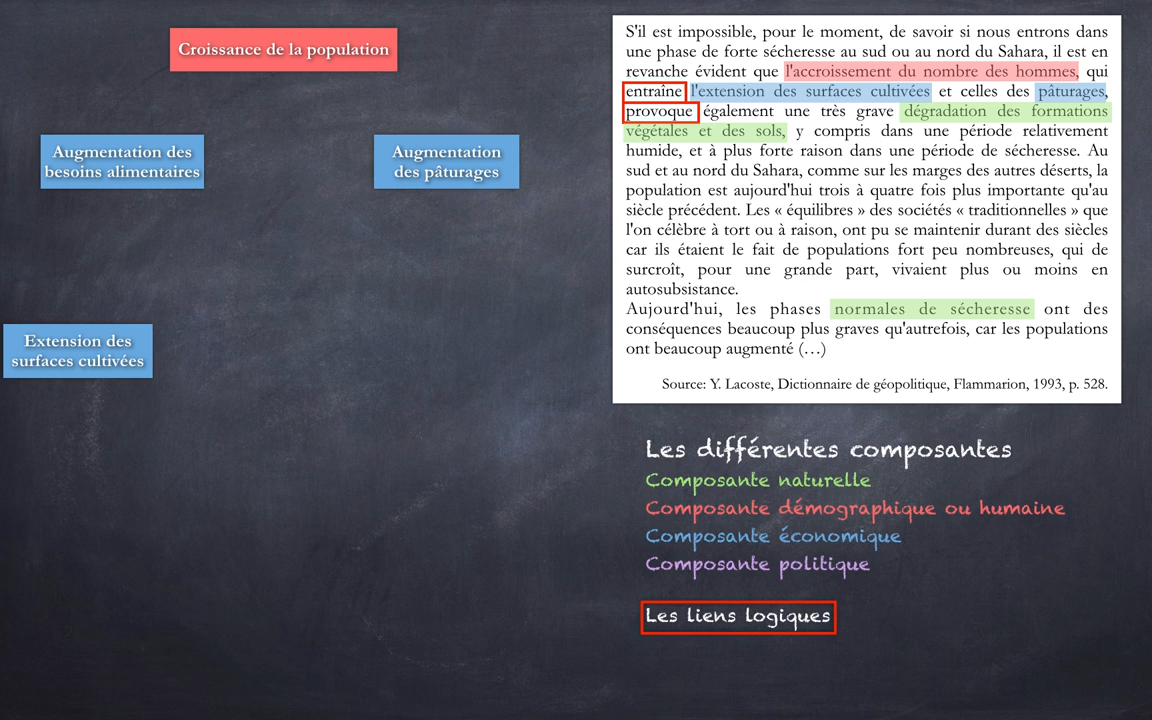 Croissance de la population
Augmentation des
besoins alimentaires
Augmentation
des pâturages
Extension des
surfaces cultivées
S'il est impossible, pour le moment, de savoir si nous entrons dans
une phase de forte sécheresse au sud ou au nord du Sahara, il est en
revanche évident que l'accroissement du nombre des hommes, qui
entraîne l'extension des surfaces cultivées et celles des pâturages,
provoque également une très grave dégradation des formations
végétales et des sols, y compris dans une période relativement
humide, et à plus forte raison dans une période de sécheresse. Au
sud et au nord du Sahara, comme sur les marges des autres déserts, la
population est aujourd'hui trois à quatre fois plus importante qu'au
siècle précédent. Les « équilibres » des sociétés « traditionnelles » que
l'on célèbre à tort ou à raison, ont pu se maintenir durant des siècles
car ils étaient le fait de populations fort peu nombreuses, qui de
surcroît, pour une grande part, vivaient plus ou moins en
autosubsistance.
Aujourd'hui, les phases normales de sécheresse ont des
conséquences beaucoup plus graves qu'autrefois, car les populations
ont beaucoup augmenté (…)
Source: Y. Lacoste, Dictionnaire de géopolitique, Flammarion, 1993, p. 528.
Les différentes composantes
Composante naturelle
Composante démographique ou humaine
Composante économique
Composante politique
Les liens logiques